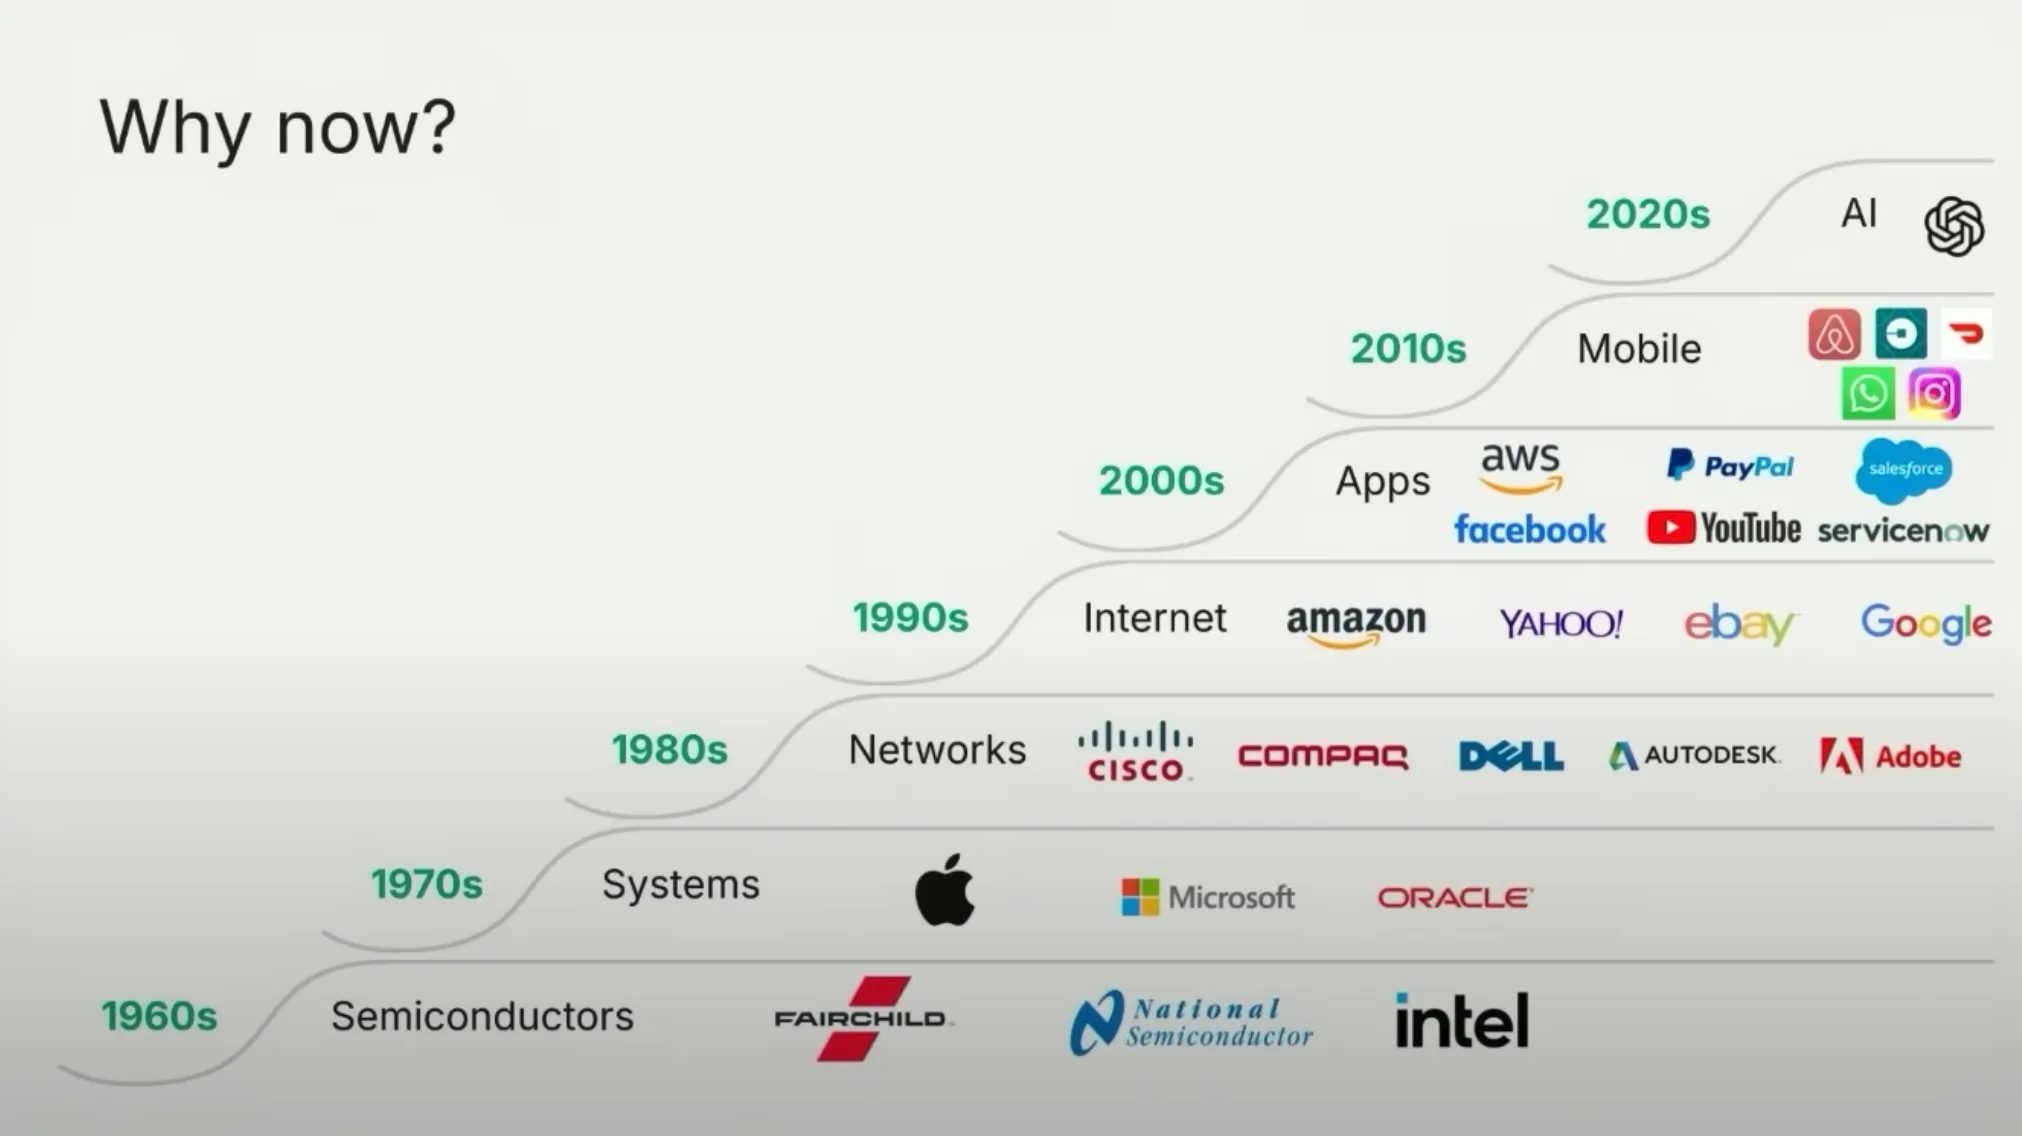 Why now?
2020s AI
2010s Mobile
2000s Apps aws PayPal salesforce
facebook YouTube servicenow
1990s Internet amazon YAHOO! ebay Google
1980s Networks CISCO COMPAQ DELL AUTODESK Adobe
1970s Systems Microsoft ORACLE
1960s Semiconductors FAIRCHILD National intel
Semiconductor